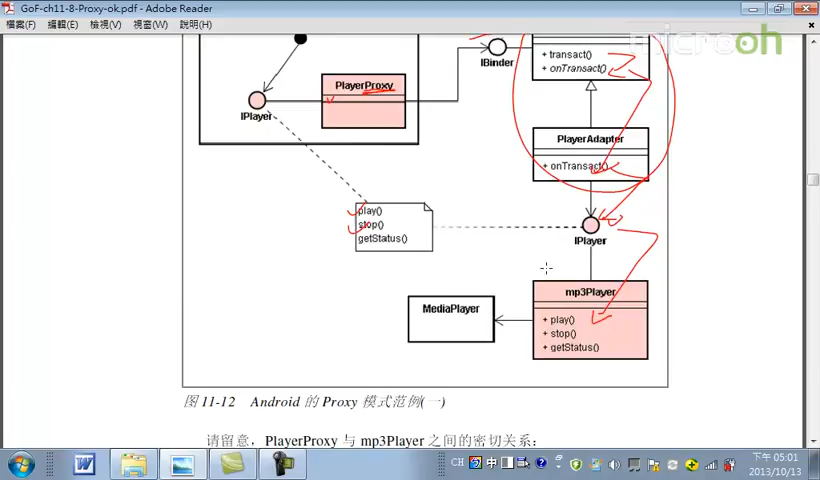 GoF-ch11-8-Proxy-ok.pdf - Adobe Reader
檔案(F) 編輯(E) 檢視(V) 視窗(W) 說明(H)
microoh
+ transact()
+ onTransact()
IBinder
PlayerProxy
IPlayer
PlayerAdapter
+ onTransact()
play()
stop()
getStatus()
IPlayer
mp3Player
+ play()
+ stop()
+ getStatus()
MediaPlayer
图 11-12 Android 的 Proxy 模式范例(一)
请留意，PlayerProxy 与 mp3Player 之间的密切关系：
CH 中
下午 05:01
2013/10/13